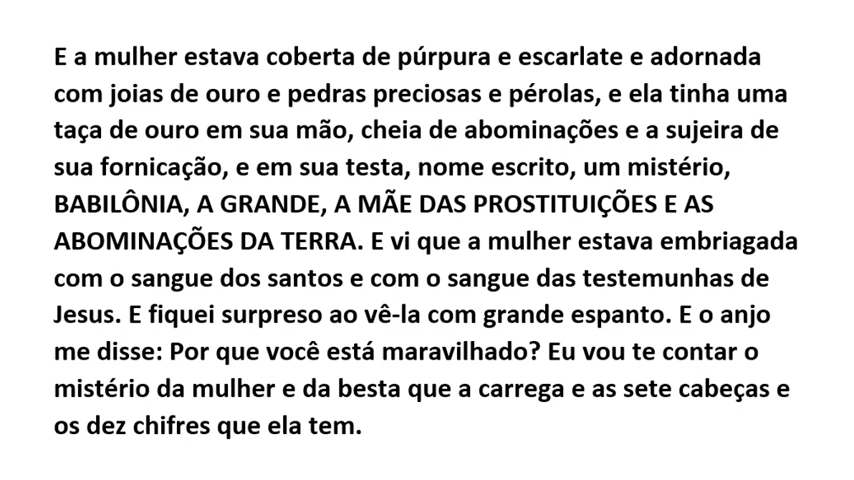 E a mulher estava coberta de púrpura e escarlate e adornada
com joias de ouro e pedras preciosas e pérolas, e ela tinha uma
taça de ouro em sua mão, cheia de abominações e a sujeira de
sua fornicação, e em sua testa, nome escrito, um mistério,
BABILÔNIA, A GRANDE, A MÃE DAS PROSTITUIÇÕES E AS
ABOMINAÇÕES DA TERRA. E vi que a mulher estava embriagada
com o sangue dos santos e com o sangue das testemunhas de
Jesus. E fiquei surpreso ao vê-la com grande espanto. E o anjo
me disse: Por que você está maravilhado? Eu vou te contar o
mistério da mulher e da besta que a carrega e as sete cabeças e
os dez chifres que ela tem.